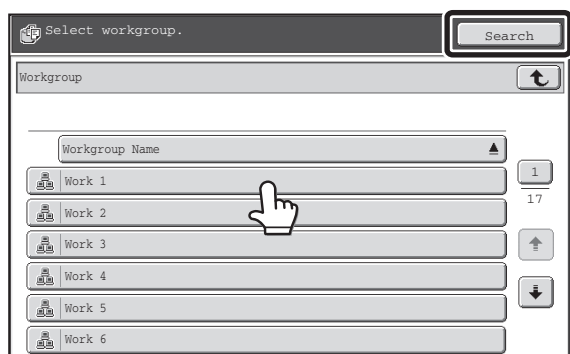 Select workgroup.
Search
Workgroup
Workgroup Name
1
17
Work 1
Work 2
Work 3
Work 4
Work 5
Work 6